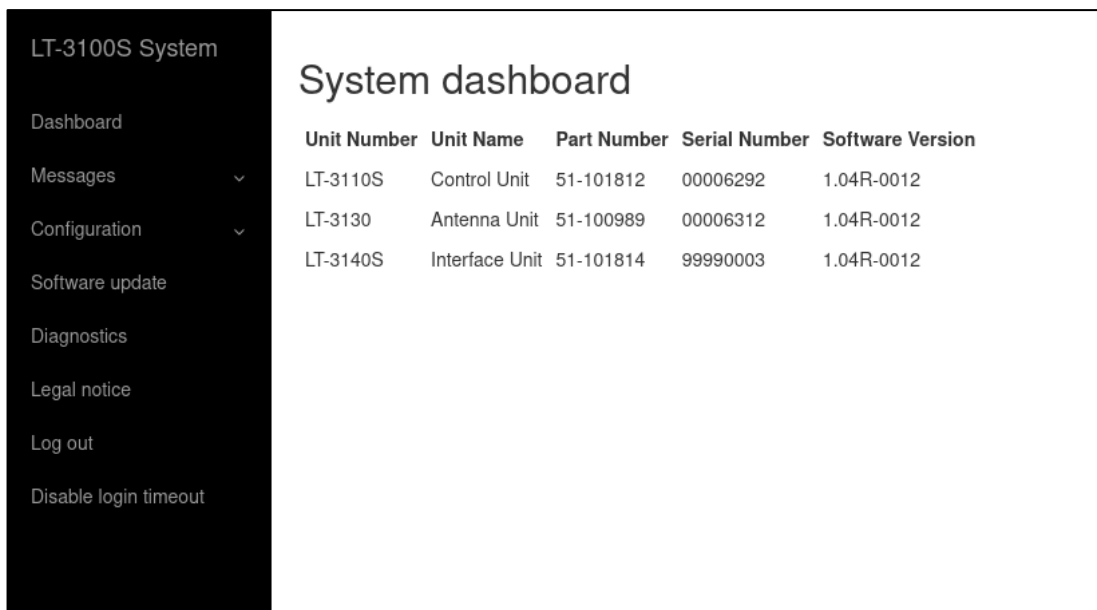 LT-3100S System
Dashboard
Messages
Configuration
Software update
Diagnostics
Legal notice
Log out
Disable login timeout
System dashboard
Unit Number Unit Name Part Number Serial Number Software Version
LT-3110S Control Unit 51-101812 00006292 1.04R-0012
LT-3130 Antenna Unit 51-100989 00006312 1.04R-0012
LT-3140S Interface Unit 51-101814 99990003 1.04R-0012